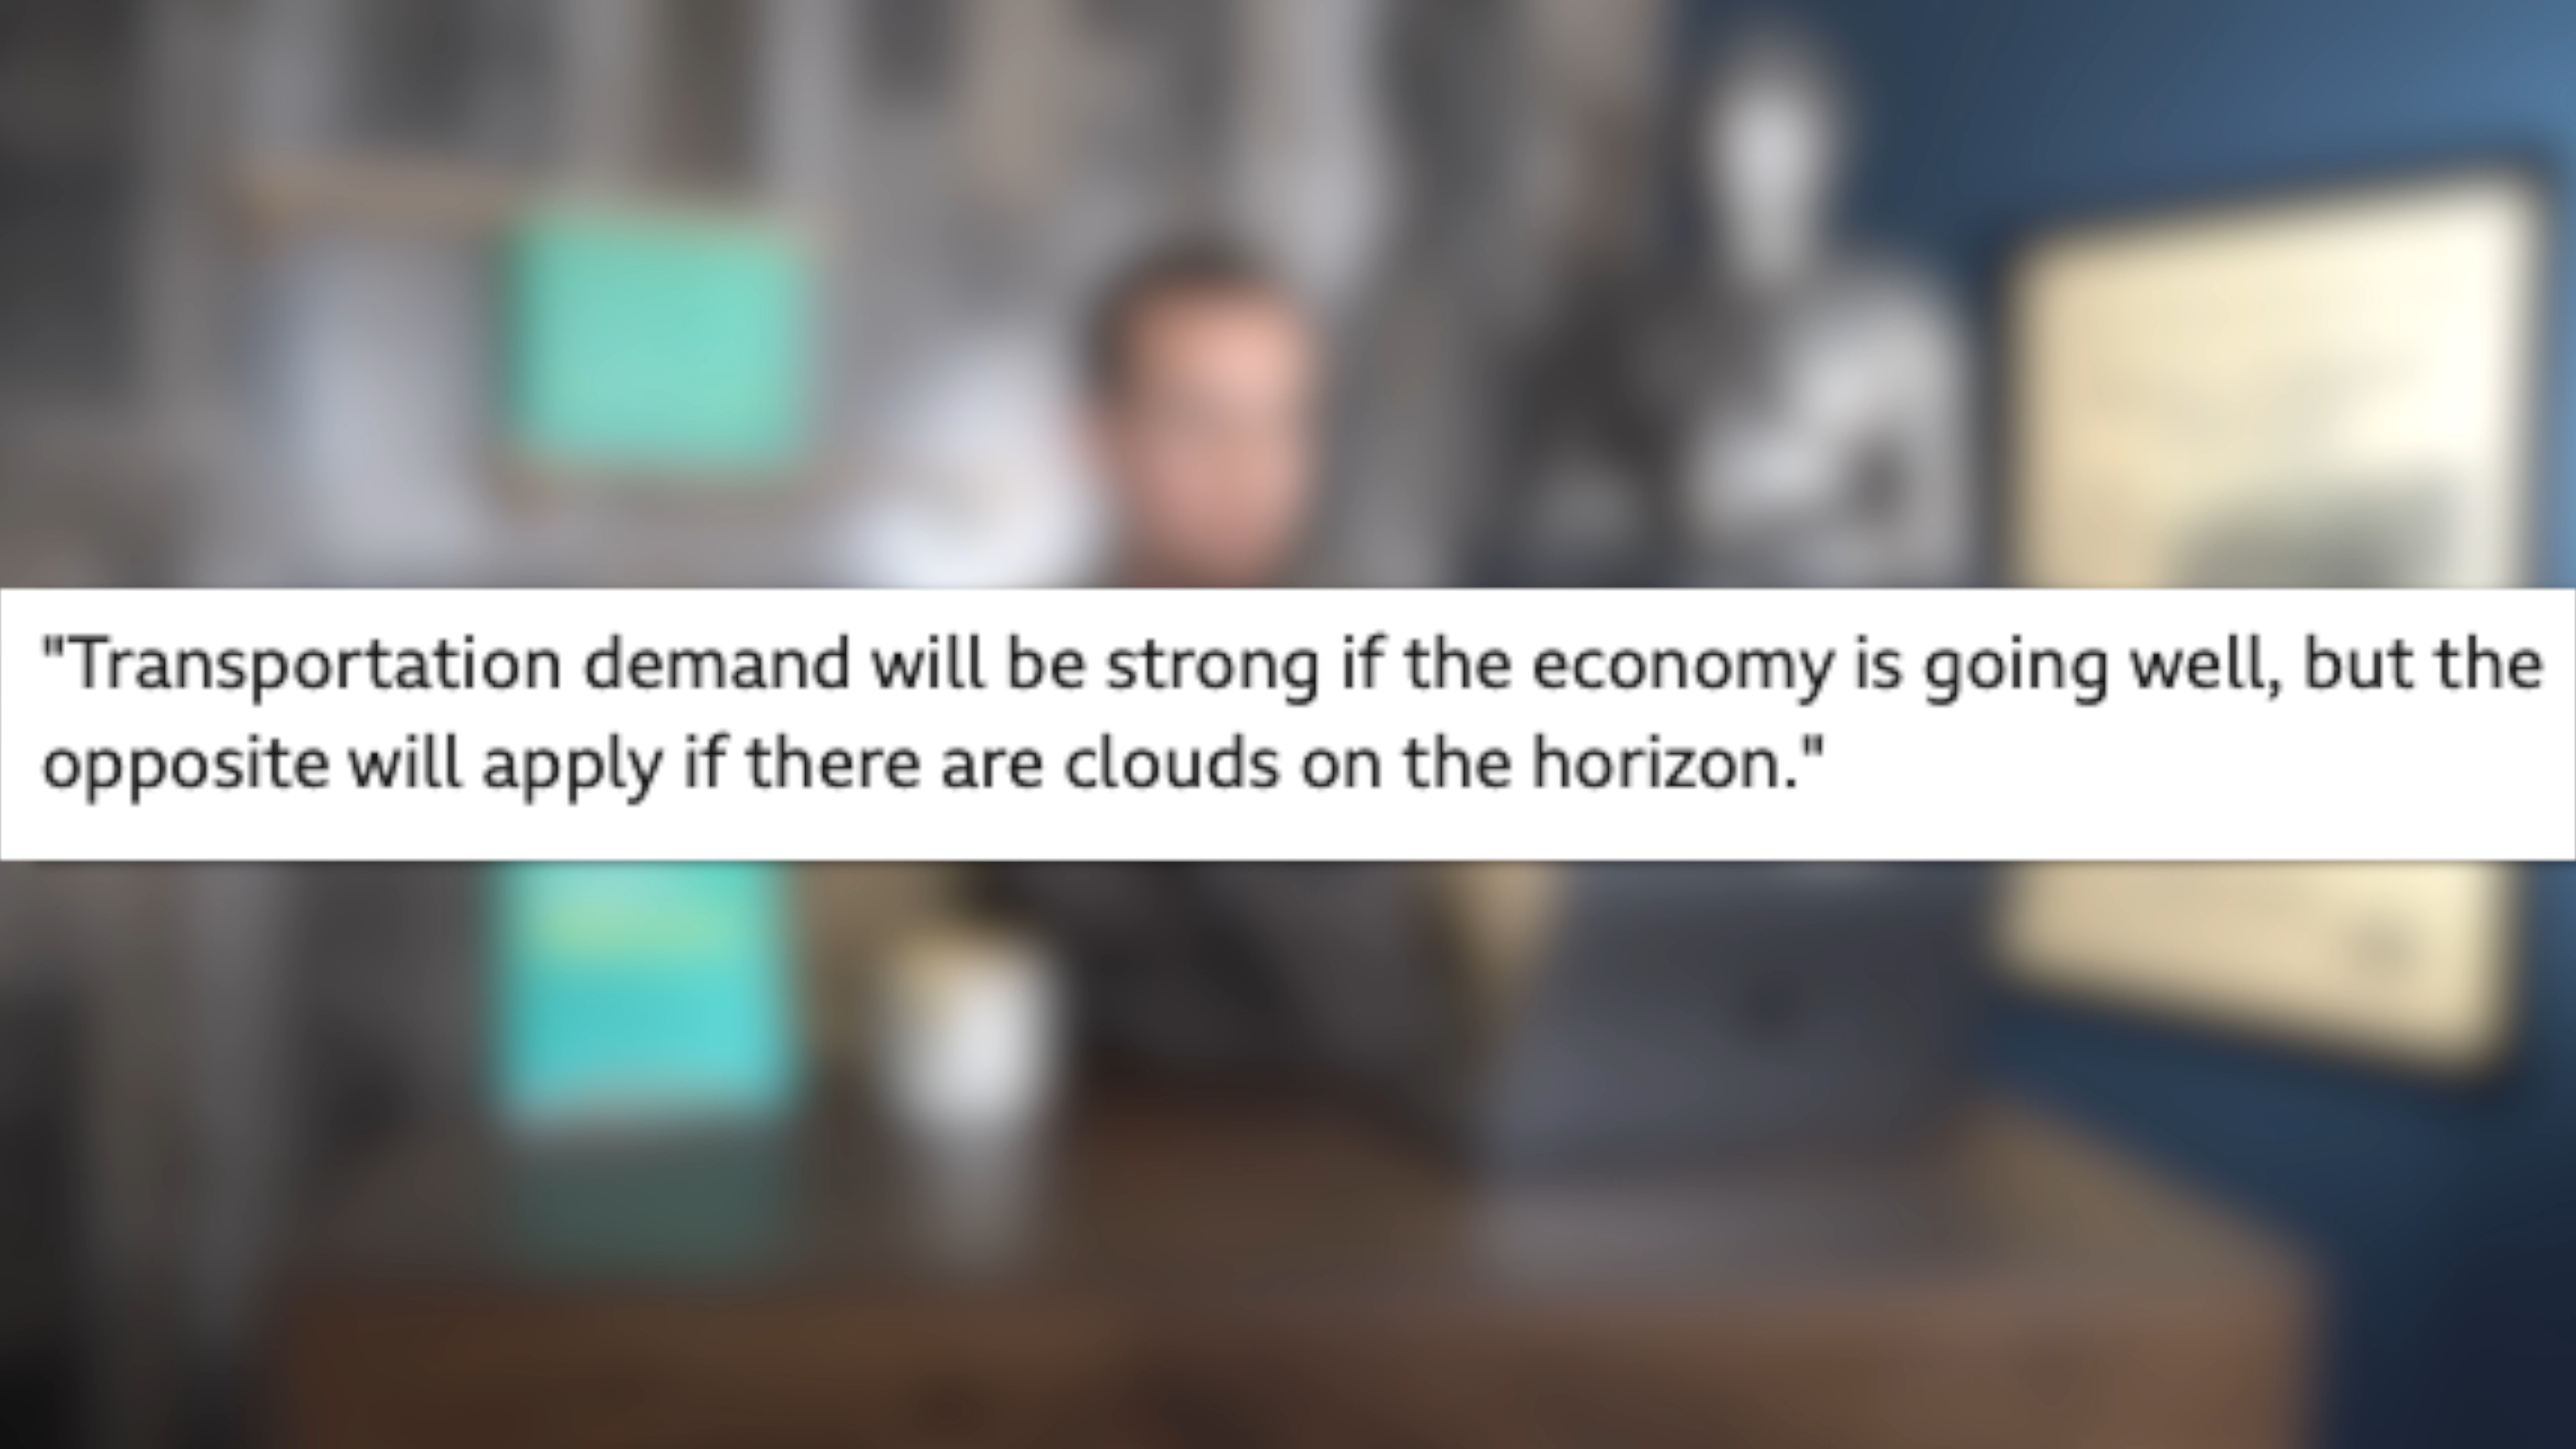 "Transportation demand will be strong if the economy is going well, but the
opposite will apply if there are clouds on the horizon."